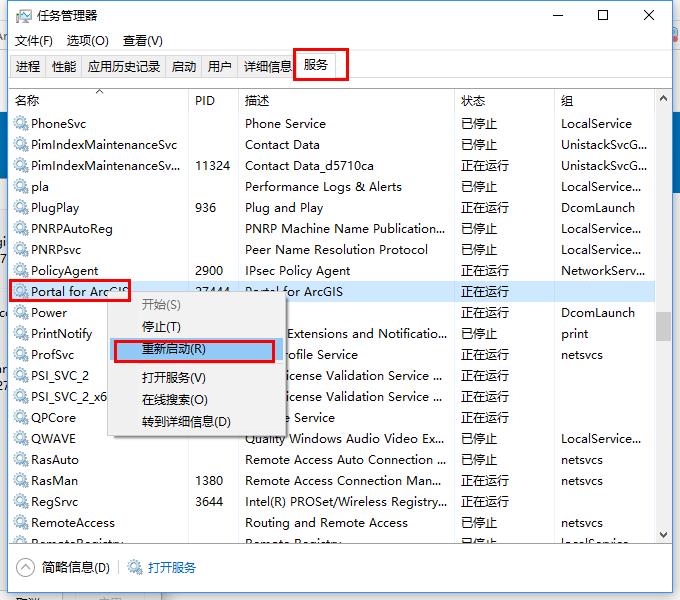 任务管理器
文件(F) 选项(O) 查看(V)
进程 性能 应用历史记录 启动 用户 详细信息 服务
名称 PID 描述 状态 组
PhoneSvc Phone Service 已停止 LocalService
PimIndexMaintenanceSvc Contact Data 已停止 UnistackSvcG...
PimIndexMaintenanceSv... 11324 Contact Data_d5710ca 正在运行 UnistackSvcG...
pla Performance Logs & Alerts 已停止 LocalService...
PlugPlay 936 Plug and Play 正在运行 DcomLaunch
PNRPAutoReg PNRP Machine Name Publication... 已停止 LocalService...
PNRPsvc Peer Name Resolution Protocol 已停止 LocalService...
PolicyAgent 2900 IPsec Policy Agent 正在运行 NetworkServ...
Portal for ArcGIS 27444 Portal for ArcGIS 正在运行
Power 正在运行 DcomLaunch
PrintNotify Extensions and Notificatio... 已停止 print
ProfSvc ofile Service 正在运行 netsvcs
PSI_SVC_2 icense Validation Service ... 正在运行
PSI_SVC_2_x6 icense Validation Service ... 正在运行
QPCore Service 正在运行
QWAVE Quality Windows Audio Video Ex... 已停止 LocalService...
RasAuto Remote Access Auto Connection ... 已停止 netsvcs
RasMan 1380 Remote Access Connection Man... 正在运行 netsvcs
RegSrvc 3644 Intel(R) PROSet/Wireless Registry... 正在运行
RemoteAccess Routing and Remote Access 已停止 netsvcs
RemoteRegistry Remote Registry 已停止 localService
开始(S)
停止(T)
重新启动(R)
打开服务(V)
在线搜索(O)
转到详细信息(D)
简略信息(D) 打开服务